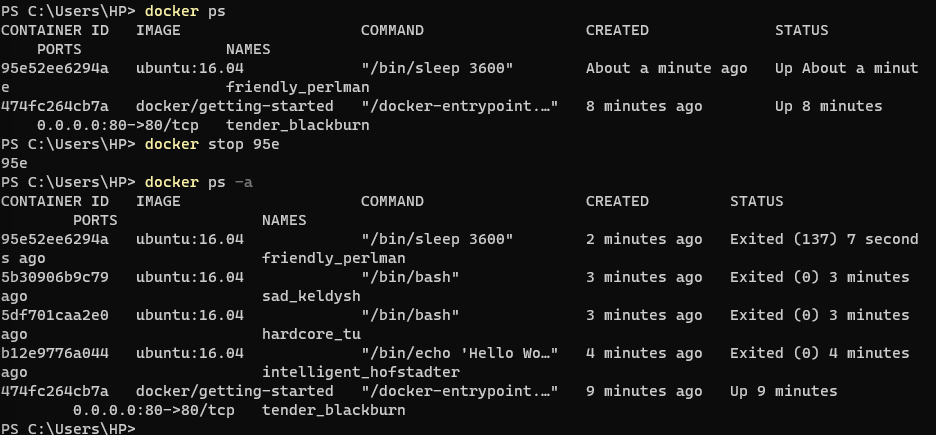 PS C:\Users\HP> docker ps
CONTAINER ID   IMAGE                    COMMAND                  CREATED              STATUS
    PORTS                NAMES
95e52ee6294a   ubuntu:16.04             "/bin/sleep 3600"        About a minute ago   Up About a minut
e                        friendly_perlman
474fc264cb7a   docker/getting-started   "/docker-entrypoint.…"   8 minutes ago        Up 8 minutes
    0.0.0.0:80->80/tcp   tender_blackburn
PS C:\Users\HP> docker stop 95e
95e
PS C:\Users\HP> docker ps -a
CONTAINER ID   IMAGE                    COMMAND                  CREATED         STATUS
        PORTS                NAMES
95e52ee6294a   ubuntu:16.04             "/bin/sleep 3600"        2 minutes ago   Exited (137) 7 second
s ago                        friendly_perlman
5b30906b9c79   ubuntu:16.04             "/bin/bash"              3 minutes ago   Exited (0) 3 minutes
ago                          sad_keldysh
5df701caa2e0   ubuntu:16.04             "/bin/bash"              3 minutes ago   Exited (0) 3 minutes
ago                          hardcore_tu
b12e9776a044   ubuntu:16.04             "/bin/echo 'Hello Wo…"   4 minutes ago   Exited (0) 4 minutes
ago                          intelligent_hofstadter
474fc264cb7a   docker/getting-started   "/docker-entrypoint.…"   9 minutes ago   Up 9 minutes
        0.0.0.0:80->80/tcp   tender_blackburn
PS C:\Users\HP>